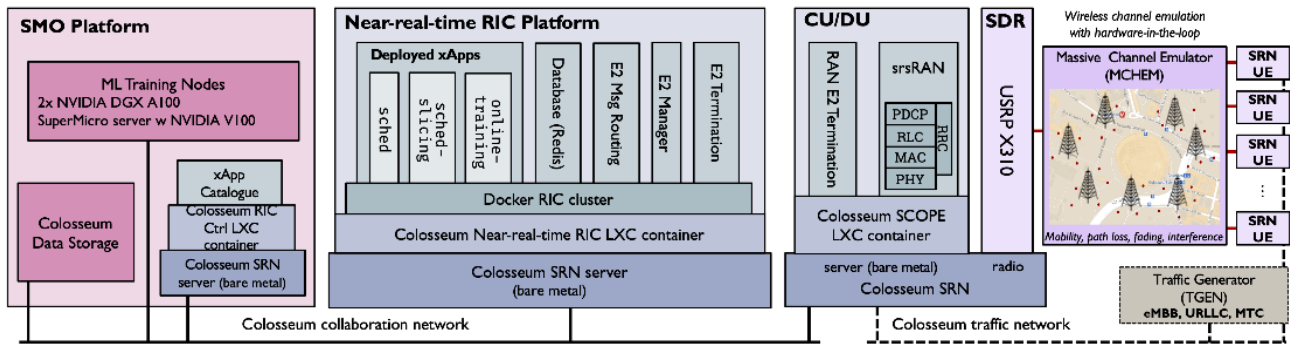 SMO Platform
ML Training Nodes
2x NVIDIA DGX A100
SuperMicro server w NVIDIA V100
Colosseum
Data Storage
xApp
Catalogue
Colosseum RIC
Ctrl LXC
container
Colosseum SRN
server (bare metal)
Near-real-time RIC Platform
Deployed xApps
sched
sched-
slicing
online-
training
Database (Redis)
E2 Msg Routing
E2 Manager
E2 Termination
Docker RIC cluster
Colosseum Near-real-time RIC LXC container
Colosseum SRN server
(bare metal)
CU/DU
RAN E2 Termination
srsRAN
PDCP
RLC
MAC
PHY
RRC
Colosseum SCOPE
LXC container
server (bare metal)
radio
Colosseum SRN
SDR
USRP X310
Wireless channel emulation
with hardware-in-the-loop
Massive Channel Emulator
(MCHEM)
Mobility, path loss, fading, interference
SRN
UE
SRN
UE
SRN
UE
...
SRN
UE
Traffic Generator
(TGEN)
eMBB, URLLC, MTC
Colosseum collaboration network
Colosseum traffic network